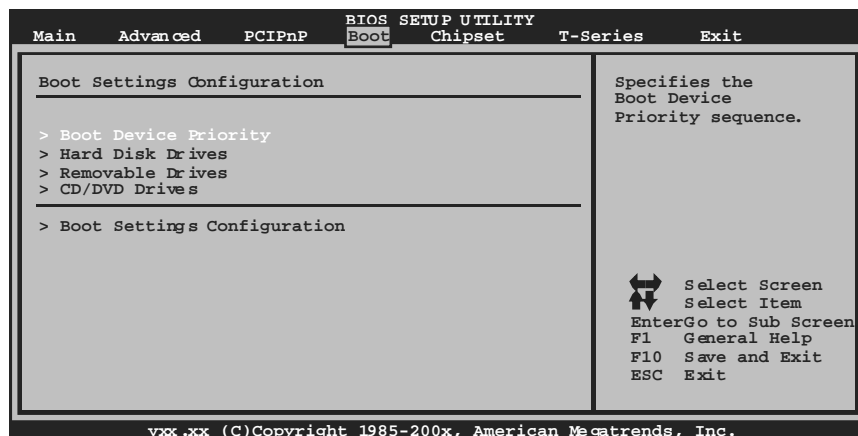 BIOS SETUP UTILITY
Main Advanced PCIPnP Boot Chipset T-Series Exit
Boot Settings Configuration
> Boot Device Priority
> Hard Disk Drives
> Removable Drives
> CD/DVD Drives
> Boot Settings Configuration
Specifies the
Boot Device
Priority sequence.
Select Screen
Select Item
Enter Go to Sub Screen
F1 General Help
F10 Save and Exit
ESC Exit
vxx.xx (C)Copyright 1985-200x, American Megatrends, Inc.